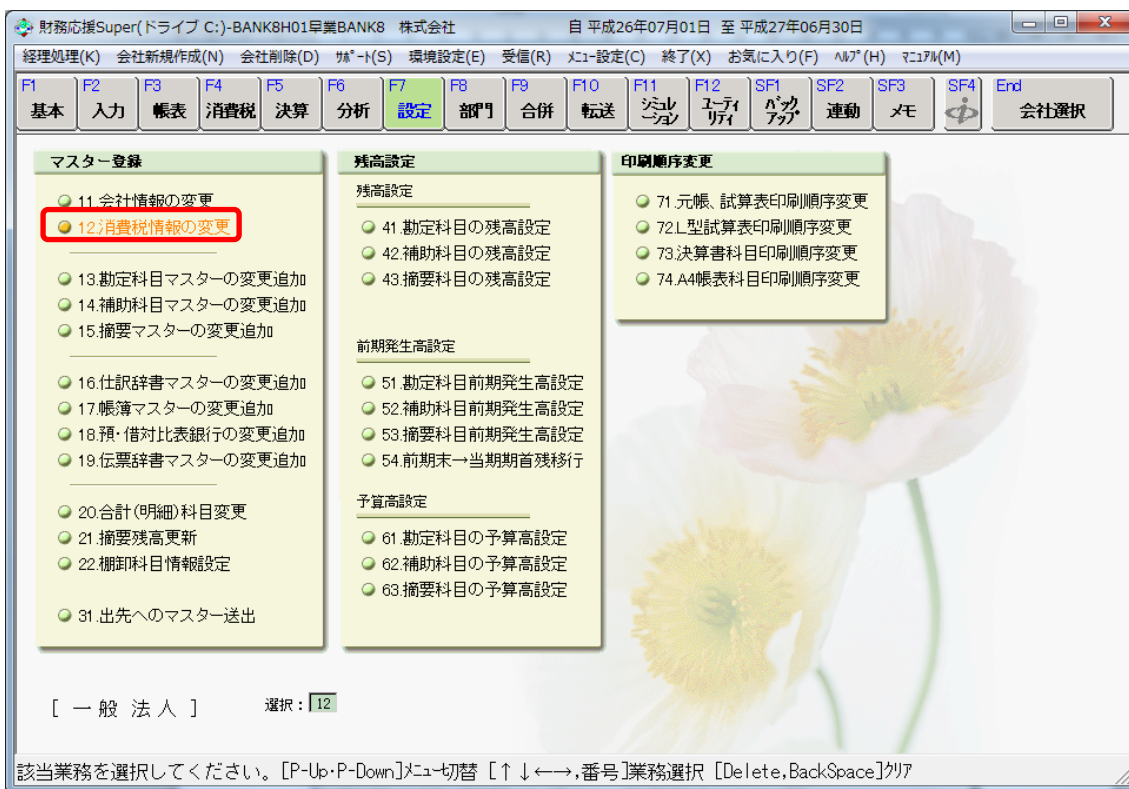 財務応援Super(ドライブ C:)-BANK8H01早業BANK8 株式会社 自 平成26年07月01日 至 平成27年06月30日
経理処理(K) 会社新規作成(N) 会社削除(D) ｻﾎﾟｰﾄ(S) 環境設定(E) 受信(R) ﾒﾆｭｰ設定(C) 終了(X) お気に入り(F) ﾍﾙﾌﾟ(H) ﾏﾆｭｱﾙ(M)
F1 F2 F3 F4 F5 F6 F7 F8 F9 F10 F11 F12 SF1 SF2 SF3 SF4 End
基本 入力 帳表 消費税 決算 分析 設定 部門 合併 転送 ｼﾐｭﾚｰｼｮﾝ ﾕｰﾃｨﾘﾃｨ ﾊﾞｯｸｱｯﾌﾟ 連動 ﾒﾓ 会社選択
マスター登録
11.会社情報の変更
12.消費税情報の変更
13.勘定科目マスターの変更追加
14.補助科目マスターの変更追加
15.摘要マスターの変更追加
16.仕訳辞書マスターの変更追加
17.帳簿マスターの変更追加
18.預・借対比表銀行の変更追加
19.伝票辞書マスターの変更追加
20.合計(明細)科目変更
21.摘要残高更新
22.棚卸科目情報設定
31.出先へのマスター送出
残高設定
残高設定
41.勘定科目の残高設定
42.補助科目の残高設定
43.摘要科目の残高設定
前期発生高設定
51.勘定科目前期発生高設定
52.補助科目前期発生高設定
53.摘要科目前期発生高設定
54.前期末→当期期首残移行
予算高設定
61.勘定科目の予算高設定
62.補助科目の予算高設定
63.摘要科目の予算高設定
印刷順序変更
71.元帳、試算表印刷順序変更
72.L型試算表印刷順序変更
73.決算書科目印刷順序変更
74.A4帳表科目印刷順序変更
[ 一般法人 ] 選択：12
該当業務を選択してください。[P-Up･P-Down]ﾒﾆｭｰ切替 [↑↓←→,番号]業務選択 [Delete,BackSpace]ｸﾘｱ